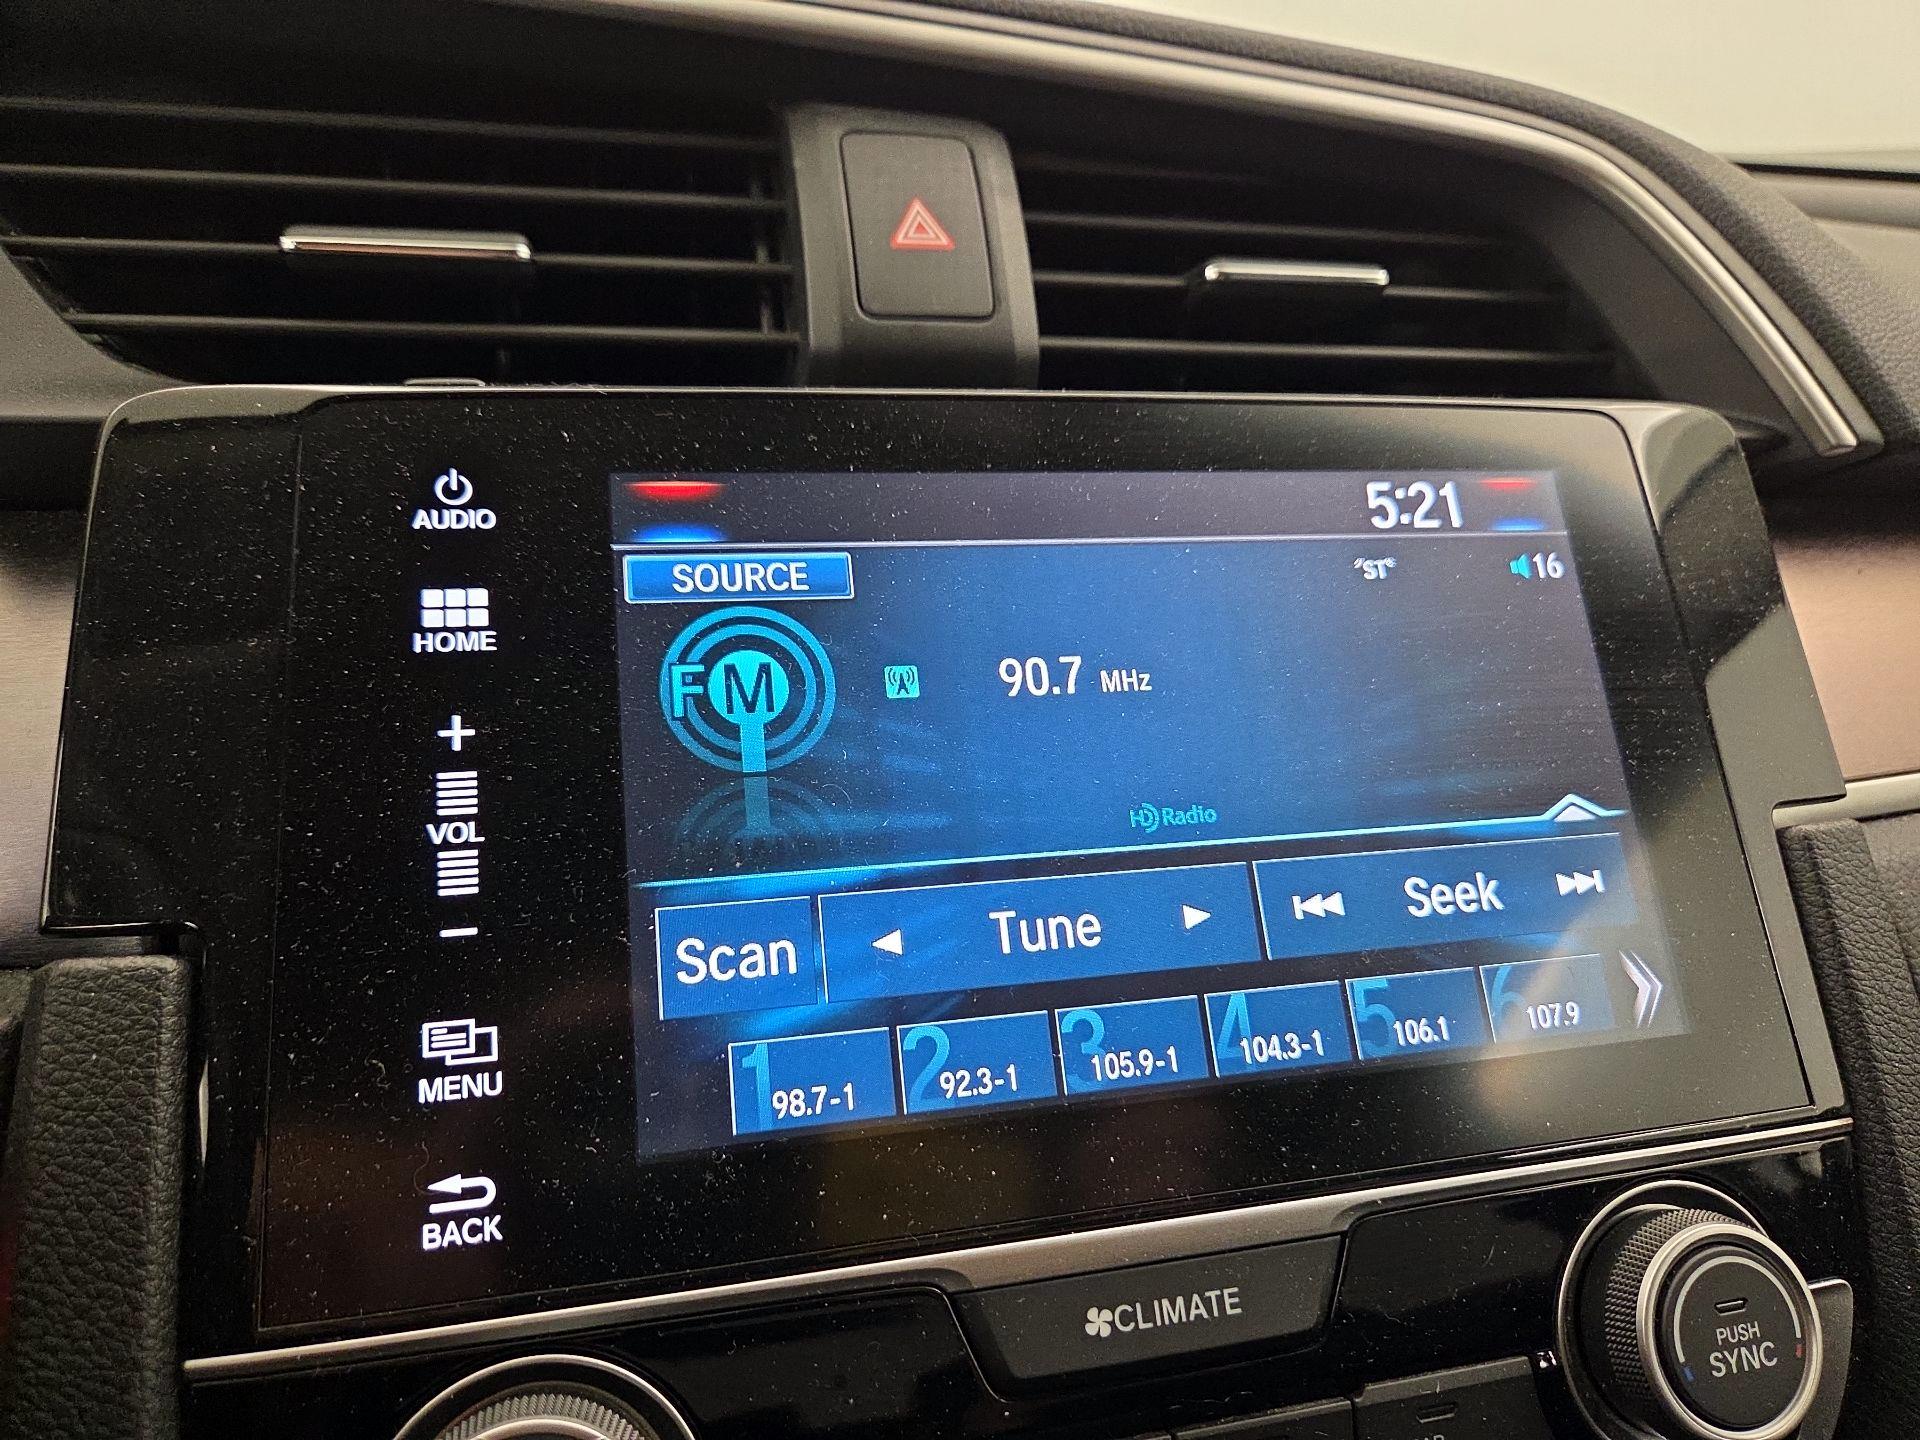 AUDIO
HOME
+
VOL
−
MENU
BACK
5:21
SOURCE
"ST"
16
FM
90.7 MHz
HD Radio
Scan
Tune
Seek
1 98.7-1
2 92.3-1
3 105.9-1
4 104.3-1
5 106.1
6 107.9
CLIMATE
PUSH
SYNC